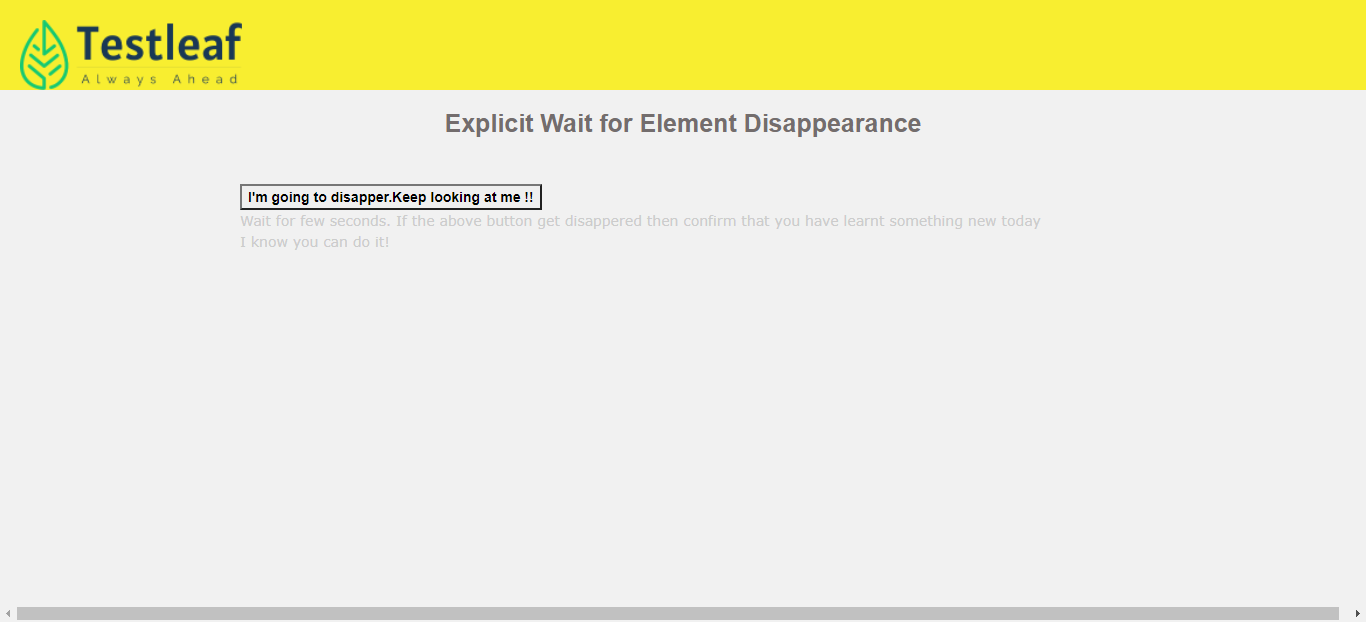 Testleaf
Always Ahead
Explicit Wait for Element Disappearance
I'm going to disapper.Keep looking at me !!
Wait for few seconds. If the above button get disappered then confirm that you have learnt something new today
I know you can do it!